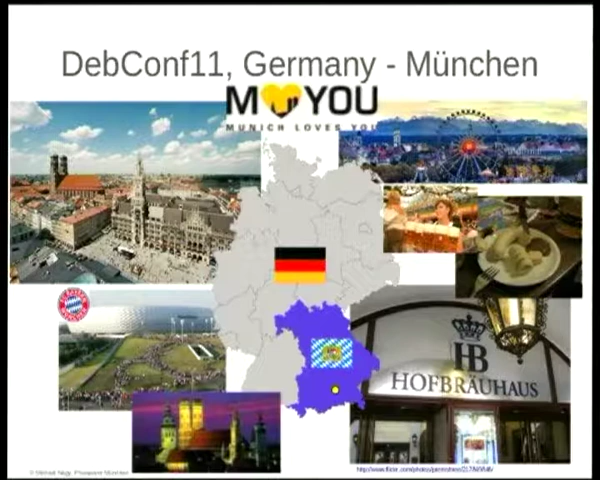 DebConf11, Germany - München
M YOU
MUNICH LOVES YOU
HB
HOFBRÄUHAUS